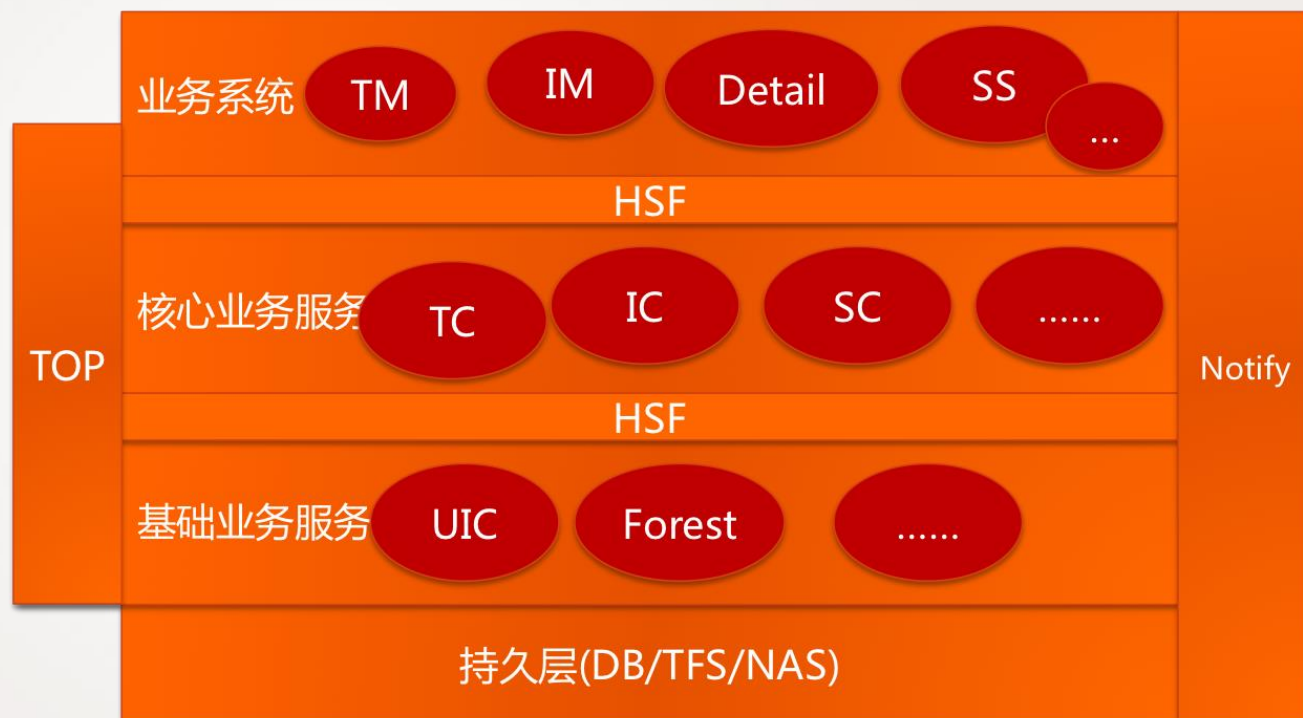 业务系统
TM
IM
Detail
SS
...
HSF
核心业务服务
TC
IC
SC
......
TOP
Notify
HSF
基础业务服务
UIC
Forest
......
持久层(DB/TFS/NAS)